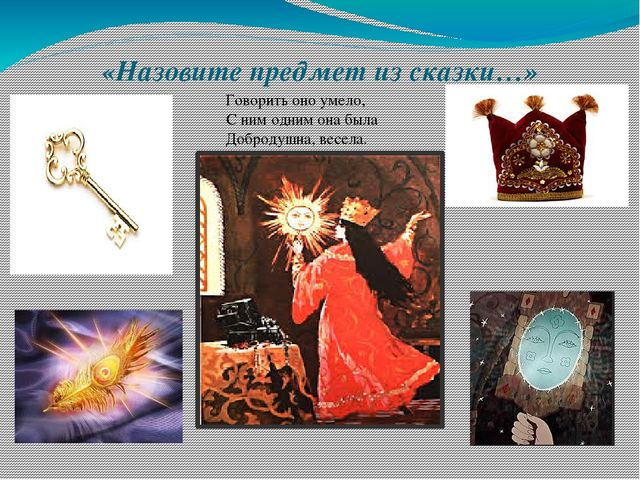 «Назовите предмет из сказки…»
Говорить оно умело,
С ним одним она была
Добродушна, весела.